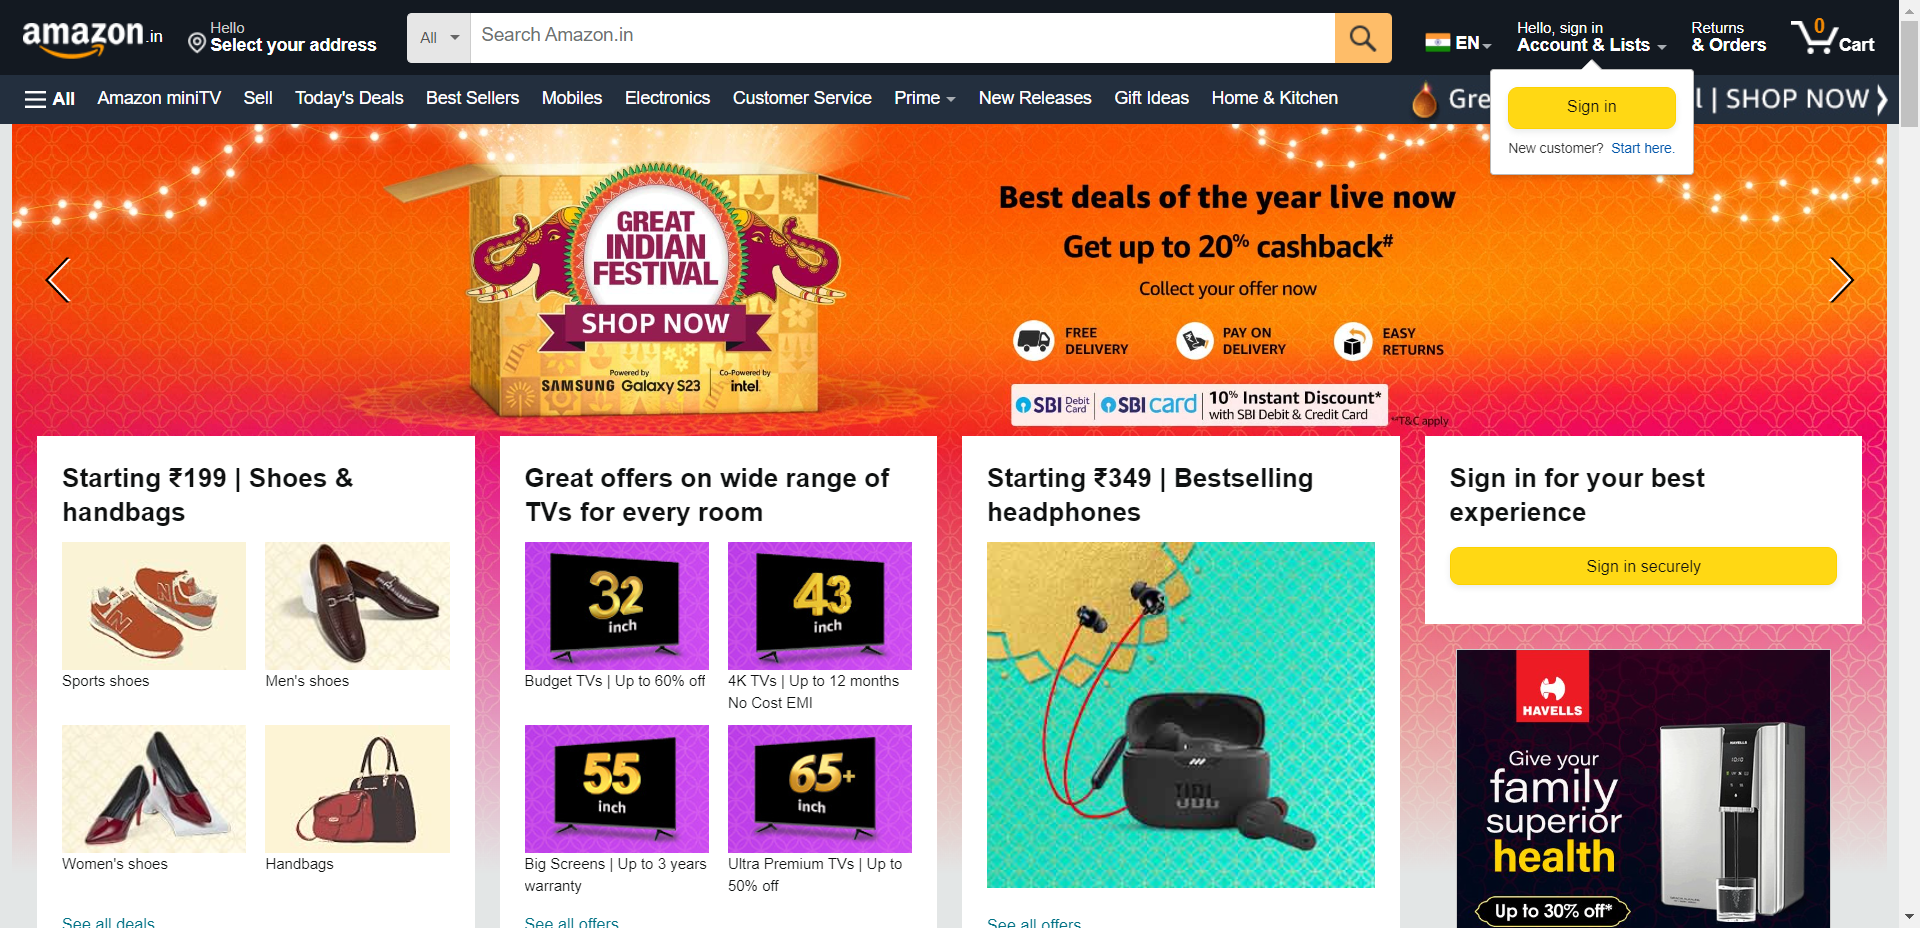 amazon.in
Hello
Select your address
All
Search Amazon.in
EN
Hello, sign in
Account & Lists
Returns
& Orders
0
Cart
All
Amazon miniTV
Sell
Today's Deals
Best Sellers
Mobiles
Electronics
Customer Service
Prime
New Releases
Gift Ideas
Home & Kitchen
| SHOP NOW
Sign in
New customer? Start here.
GREAT
INDIAN
FESTIVAL
SHOP NOW
Powered by
SAMSUNG Galaxy S23
Co-Powered by
intel
Best deals of the year live now
Get up to 20% cashback#
Collect your offer now
FREE
DELIVERY
PAY ON
DELIVERY
EASY
RETURNS
SBI Debit Card
SBI card
10% Instant Discount*
with SBI Debit & Credit Card
*T&C apply
Starting ₹199 | Shoes &
handbags
Sports shoes
Men's shoes
Women's shoes
Handbags
See all deals
Great offers on wide range of
TVs for every room
32
inch
43
inch
Budget TVs | Up to 60% off
4K TVs | Up to 12 months
No Cost EMI
55
inch
65+
inch
Big Screens | Up to 3 years
warranty
Ultra Premium TVs | Up to
50% off
See all offers
Starting ₹349 | Bestselling
headphones
JBL
See all offers
Sign in for your best
experience
Sign in securely
HAVELLS
Give your
family
superior
health
Up to 30% off*
HAVELLS